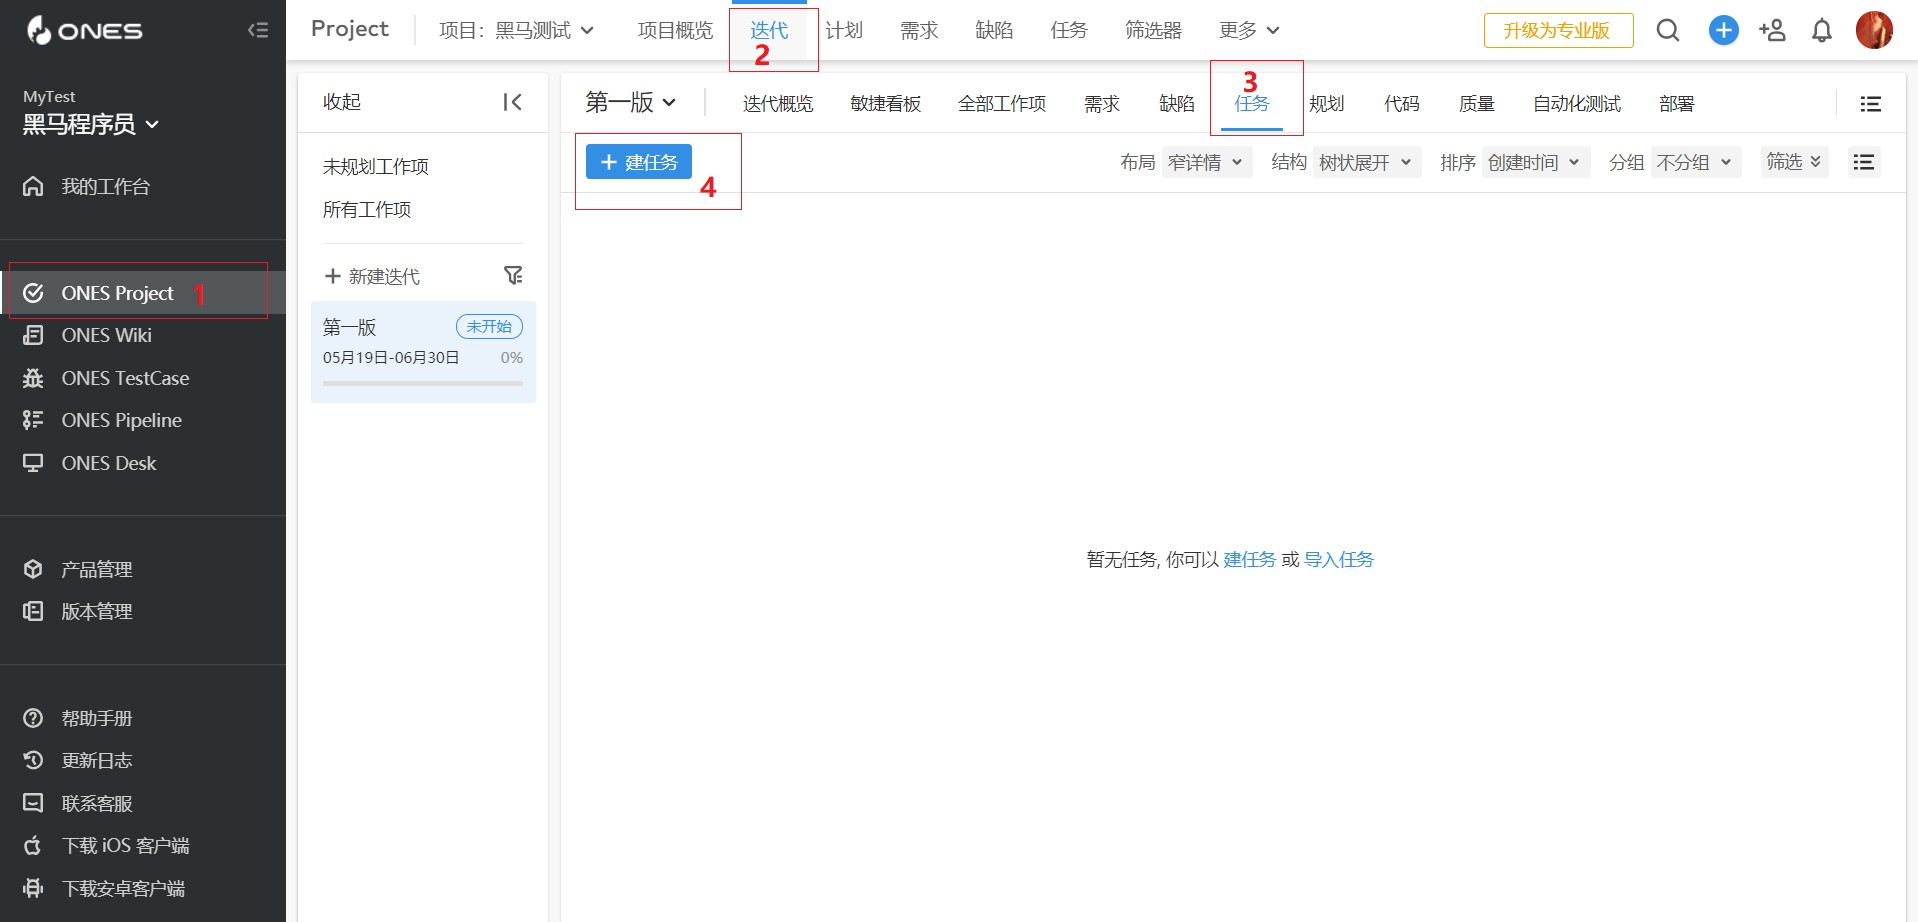 ONES
MyTest
黑马程序员
我的工作台
ONES Project 1
ONES Wiki
ONES TestCase
ONES Pipeline
ONES Desk
产品管理
版本管理
帮助手册
更新日志
联系客服
下载 iOS 客户端
下载安卓客户端
Project 项目：黑马测试 项目概览 迭代 计划 需求 缺陷 任务 筛选器 更多 升级为专业版
2
收起
未规划工作项
所有工作项
新建迭代
第一版 未开始
05月19日-06月30日 0%
3
第一版 迭代概览 敏捷看板 全部工作项 需求 缺陷 任务 规划 代码 质量 自动化测试 部署
建任务 布局 窄详情 结构 树状展开 排序 创建时间 分组 不分组 筛选
4
暂无任务, 你可以 建任务 或 导入任务